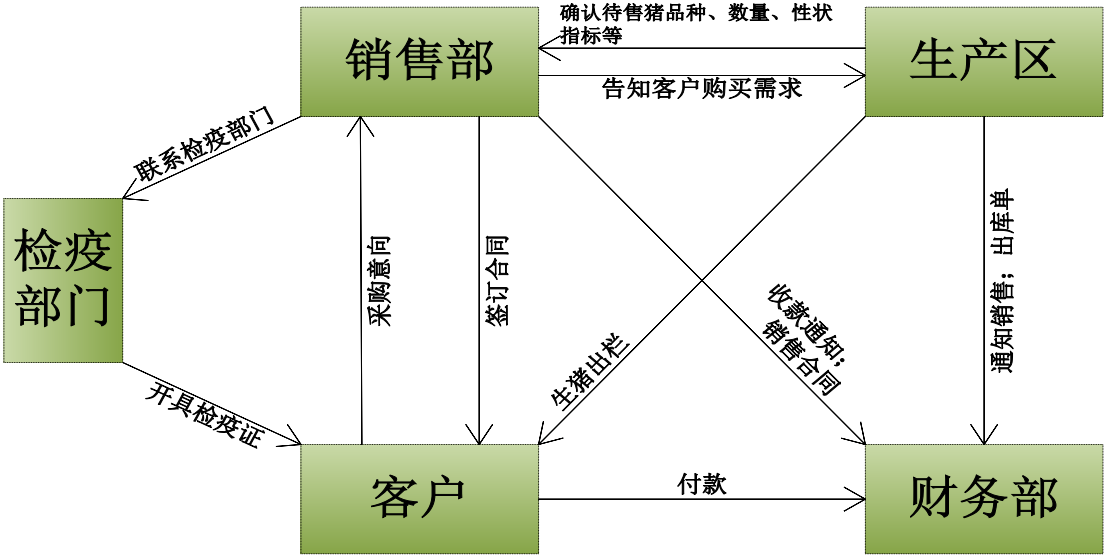 确认待售猪品种、数量、性状
指标等
销售部
生产区
告知客户购买需求
联系检疫部门
检疫
部门
采购意向
签订合同
收款通知；
销售合同
通知销售；出库单
生猪出栏
开具检疫证
客户
付款
财务部